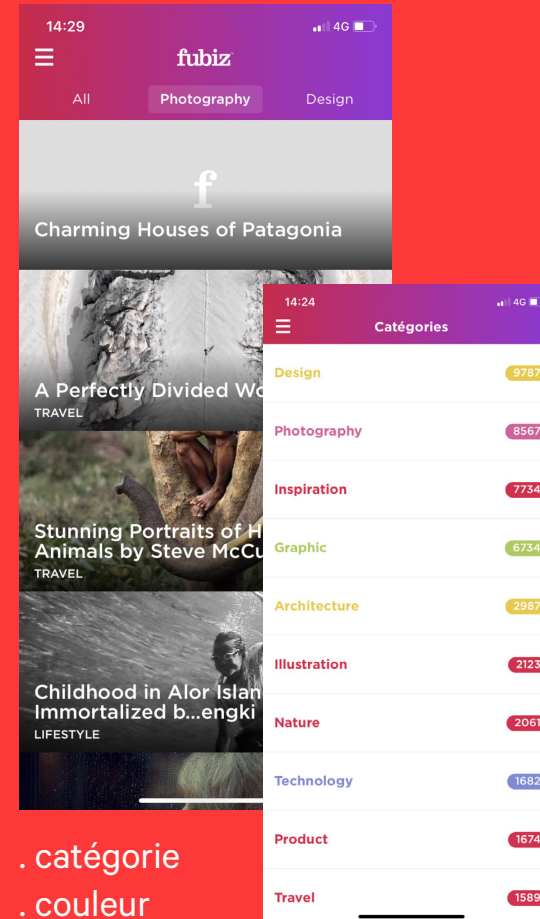 14:29
4G
fubiz
All Photography Design
f
Charming Houses of Patagonia
A Perfectly Divided Wo
TRAVEL
Stunning Portraits of H
Animals by Steve McCu
TRAVEL
Childhood in Alor Islan
Immortalized b...engki
LIFESTYLE
14:24
4G
Catégories
Design 9787
Photography 8567
Inspiration 7734
Graphic 6734
Architecture 2987
Illustration 2123
Nature 2061
Technology 1682
Product 1674
Travel 1589
. catégorie
. couleur